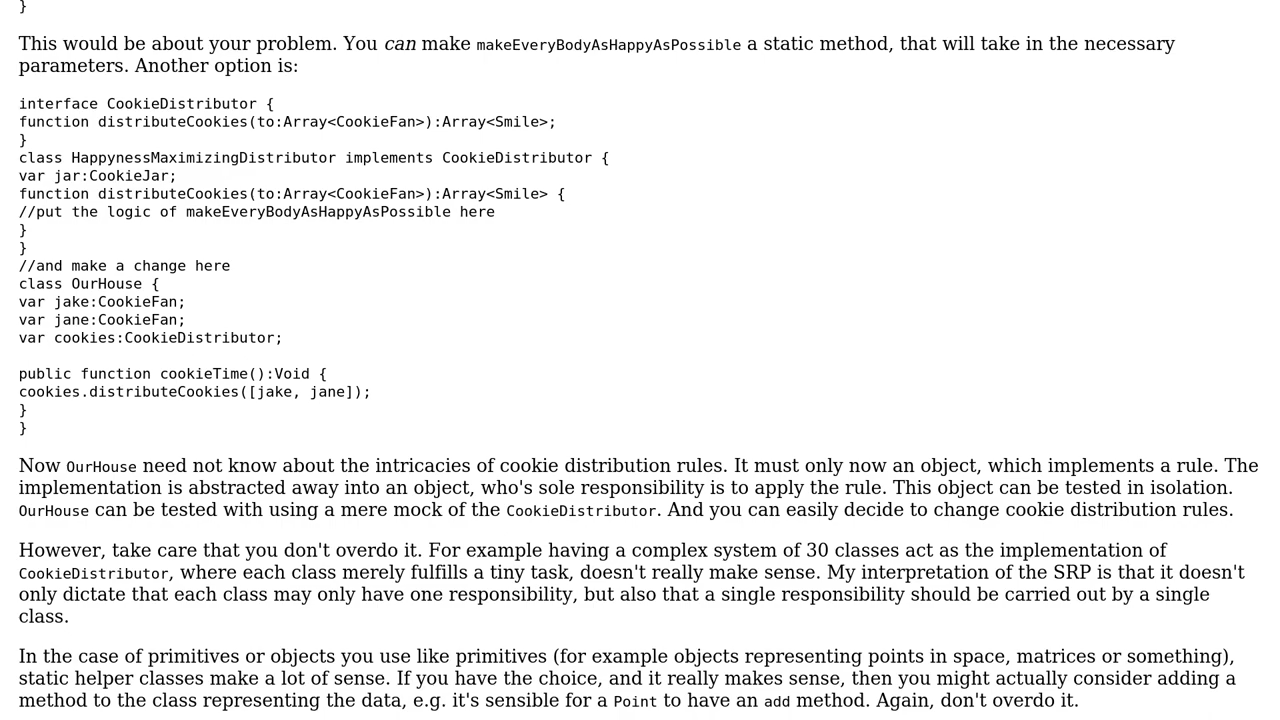 }
This would be about your problem. You can make makeEveryBodyAsHappyAsPossible a static method, that will take in the necessary
parameters. Another option is:
interface CookieDistributor {
function distributeCookies(to:Array<CookieFan>):Array<Smile>;
}
class HappynessMaximizingDistributor implements CookieDistributor {
var jar:CookieJar;
function distributeCookies(to:Array<CookieFan>):Array<Smile> {
//put the logic of makeEveryBodyAsHappyAsPossible here
}
}
//and make a change here
class OurHouse {
var jake:CookieFan;
var jane:CookieFan;
var cookies:CookieDistributor;
public function cookieTime():Void {
cookies.distributeCookies([jake, jane]);
}
}
Now OurHouse need not know about the intricacies of cookie distribution rules. It must only now an object, which implements a rule. The
implementation is abstracted away into an object, who's sole responsibility is to apply the rule. This object can be tested in isolation.
OurHouse can be tested with using a mere mock of the CookieDistributor. And you can easily decide to change cookie distribution rules.
However, take care that you don't overdo it. For example having a complex system of 30 classes act as the implementation of
CookieDistributor, where each class merely fulfills a tiny task, doesn't really make sense. My interpretation of the SRP is that it doesn't
only dictate that each class may only have one responsibility, but also that a single responsibility should be carried out by a single
class.
In the case of primitives or objects you use like primitives (for example objects representing points in space, matrices or something),
static helper classes make a lot of sense. If you have the choice, and it really makes sense, then you might actually consider adding a
method to the class representing the data, e.g. it's sensible for a Point to have an add method. Again, don't overdo it.